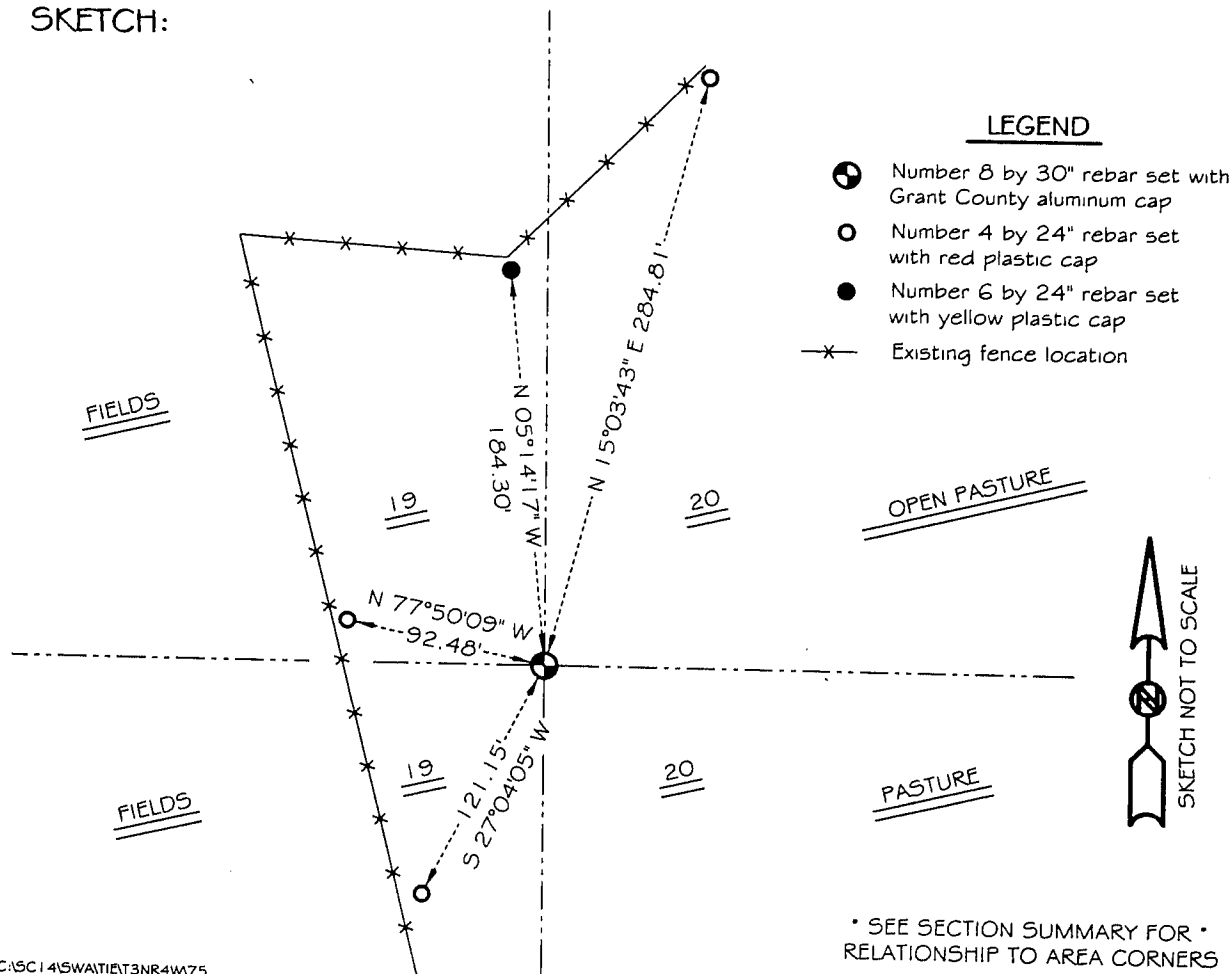 SKETCH:
LEGEND
Number 8 by 30" rebar set with
Grant County aluminum cap
Number 4 by 24" rebar set
with red plastic cap
Number 6 by 24" rebar set
with yellow plastic cap
Existing fence location
N 15°03'43" E 284.81'
N 05°14'17" W
184.30'
FIELDS
19
20
OPEN PASTURE
N 77°50'09" W
92.48'
N
SKETCH NOT TO SCALE
121.15'
S 27°04'05" W
19
20
FIELDS
PASTURE
* SEE SECTION SUMMARY FOR *
RELATIONSHIP TO AREA CORNERS
C:\SC14\SWA\TIE\T3NR4W75